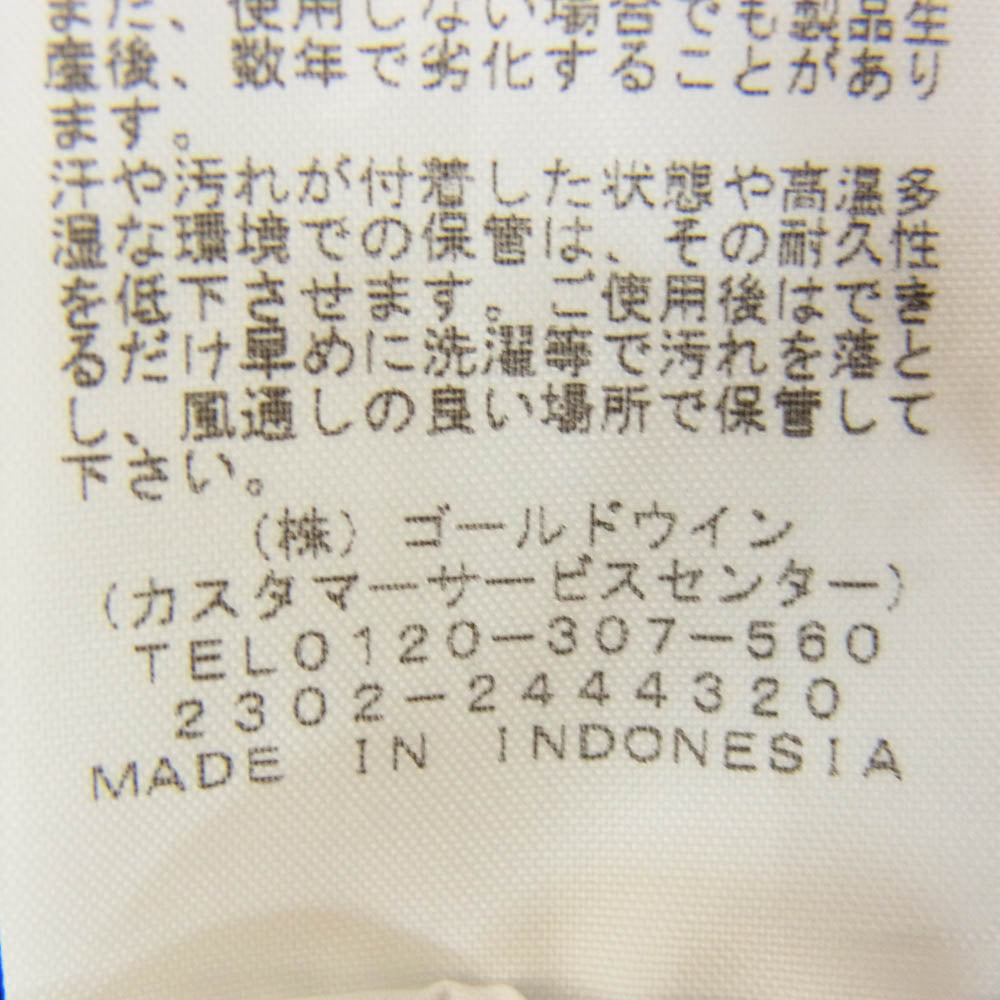 また、使用しない場合でも製品生
産後、数年で劣化することがあり
ます。
汗や汚れが付着した状態や高温多
湿な環境での保管は、その耐久性
を低下させます。ご使用後はでき
るだけ早めに洗濯等で汚れを落と
し、風通しの良い場所で保管して
下さい。
(株)ゴールドウイン
(カスタマーサービスセンター)
TEL0120-307-560
2302-2444320
MADE IN INDONESIA